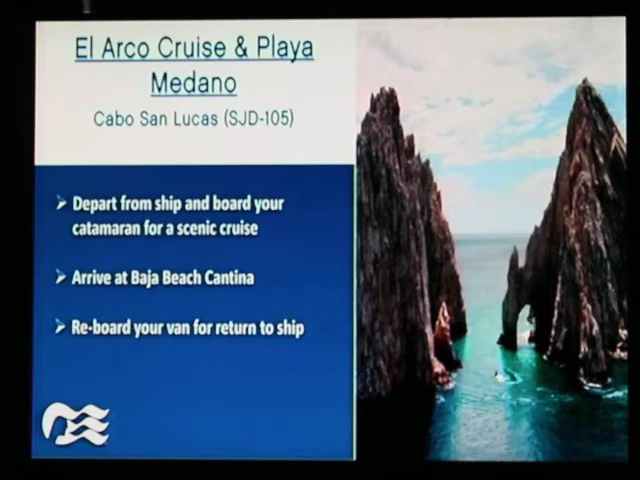 El Arco Cruise & Playa
Medano
Cabo San Lucas (SJD-105)
➢ Depart from ship and board your
catamaran for a scenic cruise
➢ Arrive at Baja Beach Cantina
➢ Re-board your van for return to ship